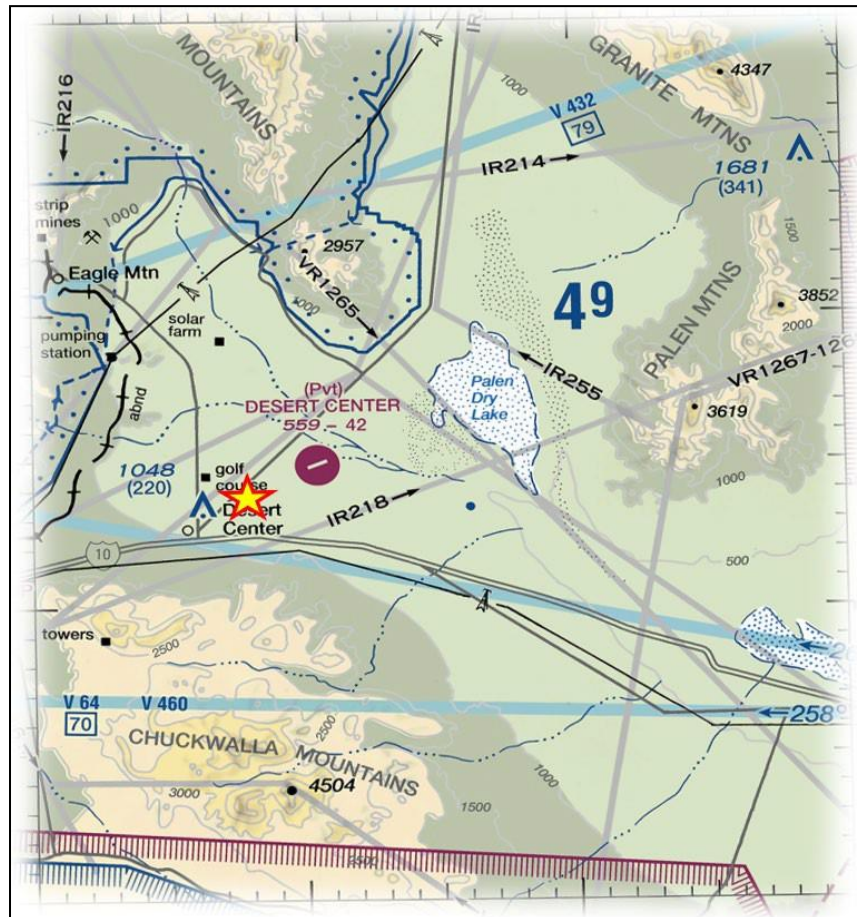 MOUNTAINS
IR216
GRANITE MTNS
4347
1000
V 432
79
IR214
1681
(341)
strip
mines
1000
2957
1500
Eagle Mtn
VR1265
1000
49
3852
2000
solar
farm
pumping
station
PALEN MTNS
IR255
VR1267-126
(Pvt)
DESERT CENTER
559 – 42
Palen
Dry
Lake
abnd
3619
1048
(220)
golf
course
1000
IR218
Desert
Center
10
500
towers
2500
V 64
V 460
70
2500
258°
CHUCKWALLA MOUNTAINS
1000
3000
4504
1500
2500